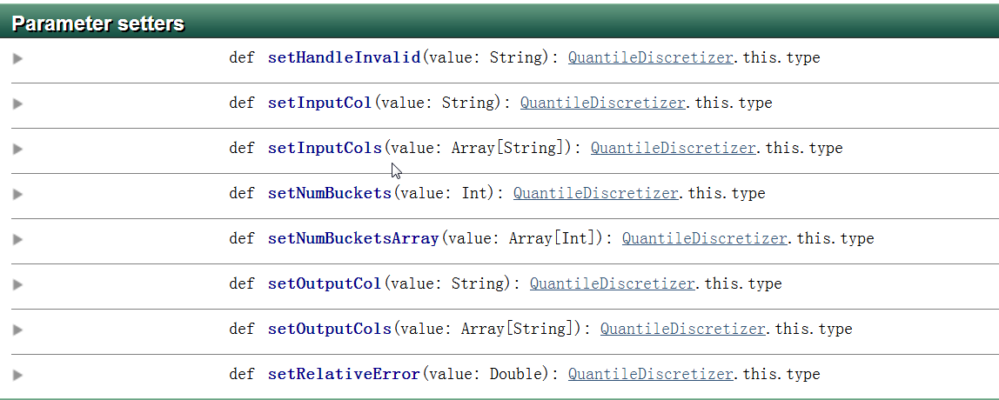 Parameter setters
def setHandleInvalid(value: String): QuantileDiscretizer.this.type
def setInputCol(value: String): QuantileDiscretizer.this.type
def setInputCols(value: Array[String]): QuantileDiscretizer.this.type
def setNumBuckets(value: Int): QuantileDiscretizer.this.type
def setNumBucketsArray(value: Array[Int]): QuantileDiscretizer.this.type
def setOutputCol(value: String): QuantileDiscretizer.this.type
def setOutputCols(value: Array[String]): QuantileDiscretizer.this.type
def setRelativeError(value: Double): QuantileDiscretizer.this.type